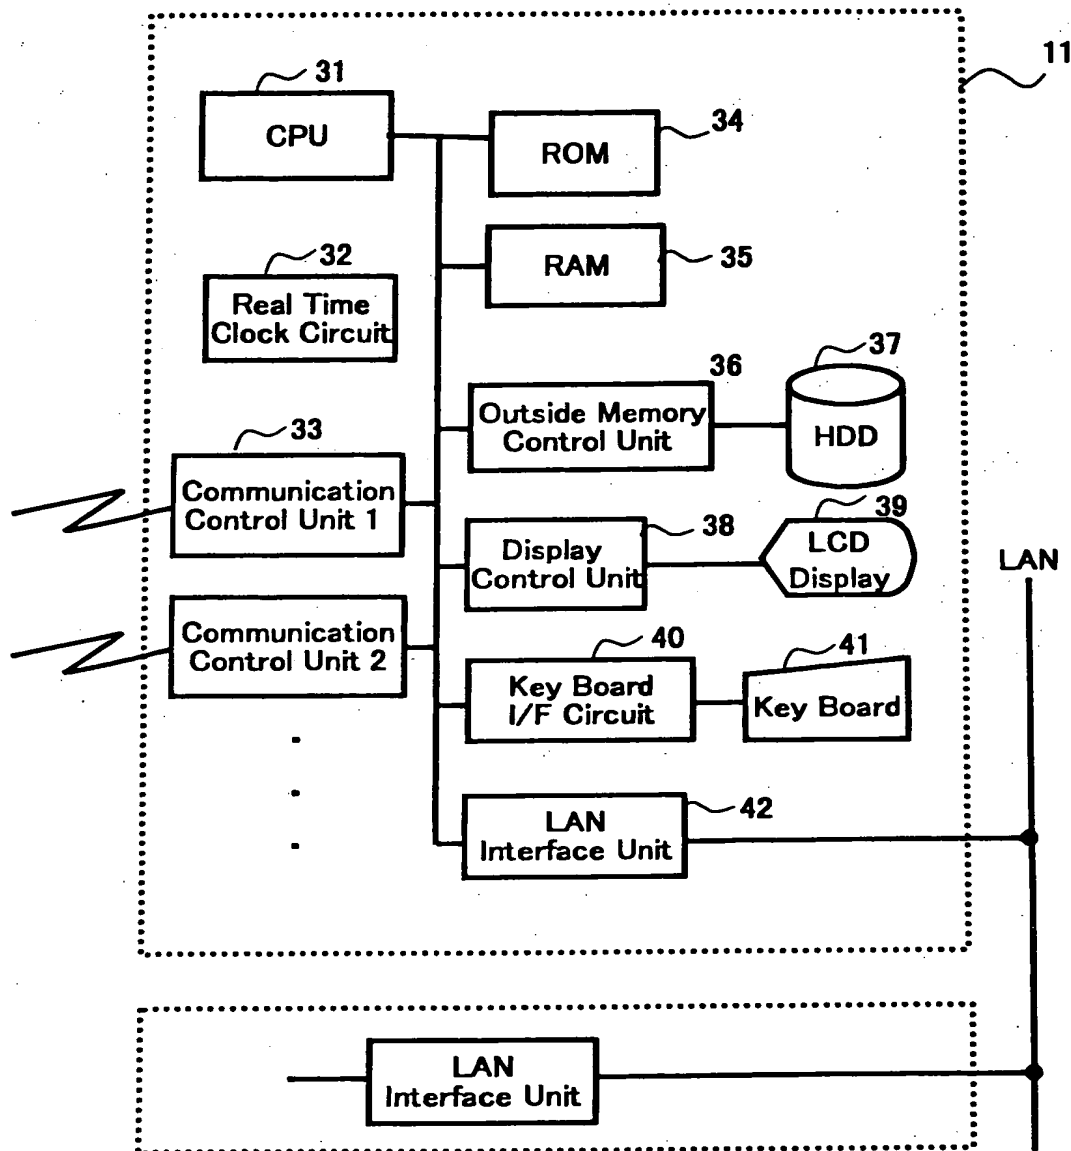 11
31
CPU
34
ROM
32
Real Time
Clock Circuit
RAM
35
36
Outside Memory
Control Unit
37
HDD
33
Communication
Control Unit 1
38
Display
Control Unit
39
LCD
Display
LAN
Communication
Control Unit 2
40
Key Board
I/F Circuit
41
Key Board
42
LAN
Interface Unit
LAN
Interface Unit